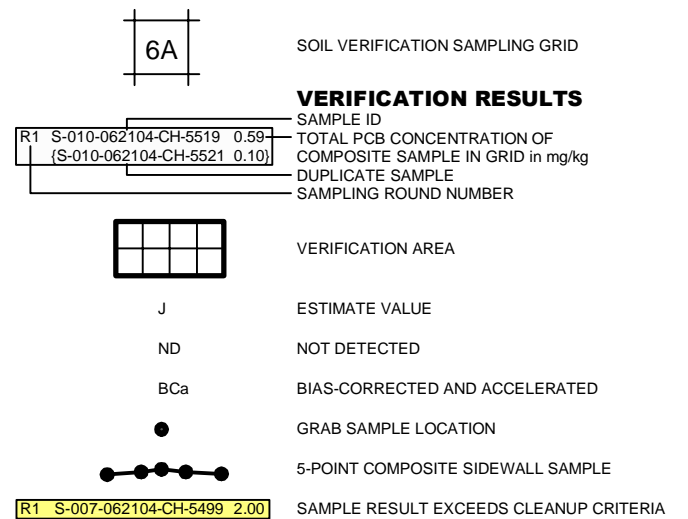 6A SOIL VERIFICATION SAMPLING GRID
VERIFICATION RESULTS
SAMPLE ID
R1 S-010-062104-CH-5519 0.59 TOTAL PCB CONCENTRATION OF
{S-010-062104-CH-5521 0.10} COMPOSITE SAMPLE IN GRID in mg/kg
DUPLICATE SAMPLE
SAMPLING ROUND NUMBER
VERIFICATION AREA
J ESTIMATE VALUE
ND NOT DETECTED
BCa BIAS-CORRECTED AND ACCELERATED
GRAB SAMPLE LOCATION
5-POINT COMPOSITE SIDEWALL SAMPLE
R1 S-007-062104-CH-5499 2.00 SAMPLE RESULT EXCEEDS CLEANUP CRITERIA